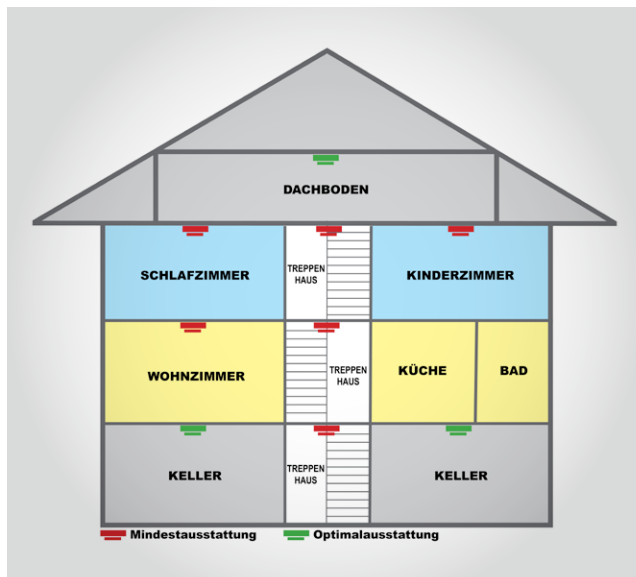 DACHBODEN
SCHLAFZIMMER
TREPPEN
HAUS
KINDERZIMMER
WOHNZIMMER
TREPPEN
HAUS
KÜCHE
BAD
KELLER
TREPPEN
HAUS
KELLER
Mindestausstattung
Optimalausstattung